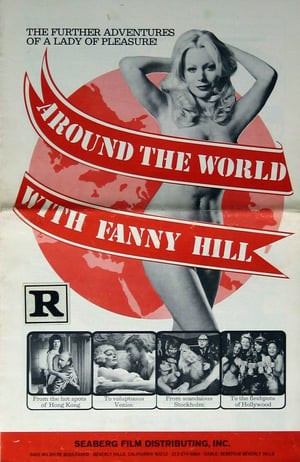 THE FURTHER ADVENTURES
OF A LADY OF PLEASURE!
AROUND THE WORLD
WITH FANNY HILL
R
From the hot spots
of Hong Kong
To voluptuous
Venice
From scandalous
Stockholm
To the fleshpots
of Hollywood
SEABERG FILM DISTRIBUTING, INC.